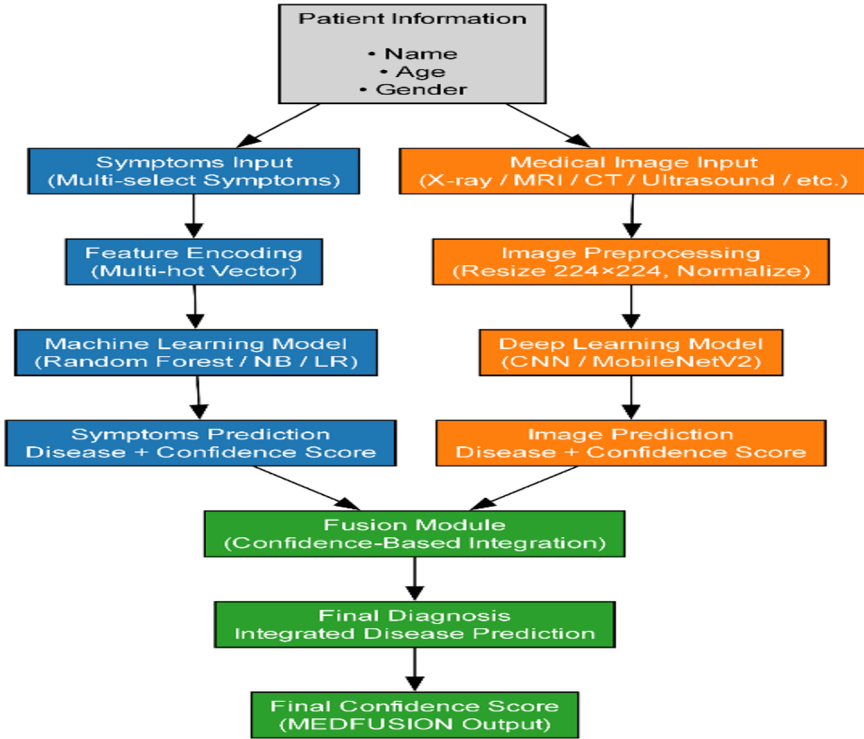 Patient Information
• Name
• Age
• Gender
Symptoms Input
(Multi-select Symptoms)
Medical Image Input
(X-ray / MRI / CT / Ultrasound / etc.)
Feature Encoding
(Multi-hot Vector)
Image Preprocessing
(Resize 224×224, Normalize)
Machine Learning Model
(Random Forest / NB / LR)
Deep Learning Model
(CNN / MobileNetV2)
Symptoms Prediction
Disease + Confidence Score
Image Prediction
Disease + Confidence Score
Fusion Module
(Confidence-Based Integration)
Final Diagnosis
Integrated Disease Prediction
Final Confidence Score
(MEDFUSION Output)